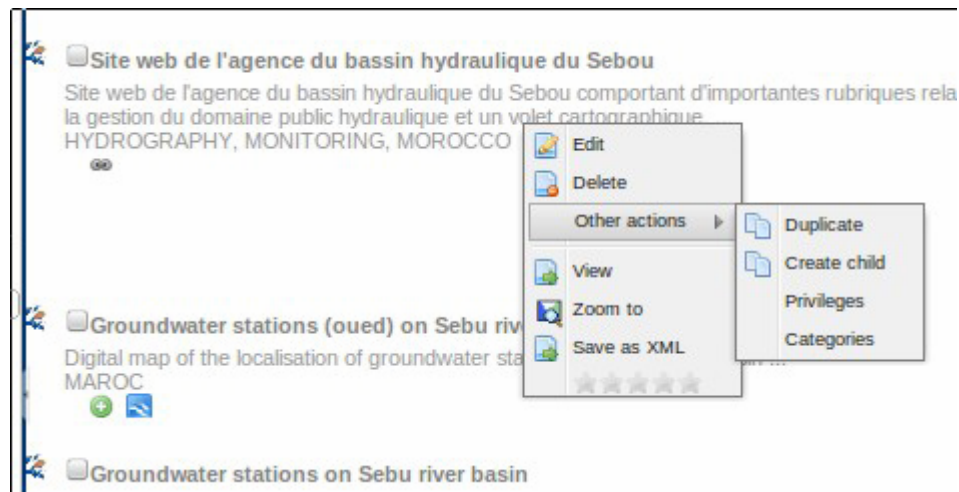 Site web de l'agence du bassin hydraulique du Sebou
Site web de l'agence du bassin hydraulique du Sebou comportant d'importantes rubriques rela
la gestion du domaine public hydraulique et un volet cartographique ...
HYDROGRAPHY, MONITORING, MOROCCO
Edit
Delete
Other actions
Duplicate
Create child
Privileges
Categories
View
Zoom to
Save as XML
Groundwater stations (oued) on Sebu
Digital map of the localisation of groundwater
MAROC
Groundwater stations on Sebu river basin